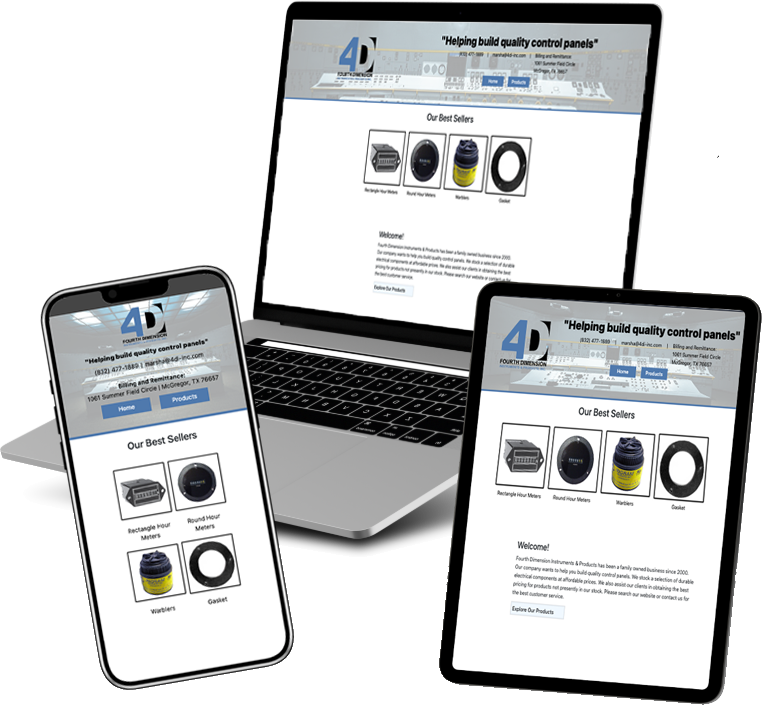 4D
FOURTH DIMENSION
"Helping build quality control panels"
(832) 477-1889 | marsha@4di-inc.com | Billing and Remittance:
1061 Summer Field Circle
McGregor, TX 76657
Home Products
Our Best Sellers
Rectangle Hour Meters Round Hour Meters Warblers Gasket
Welcome!
Fourth Dimension Instruments & Products has been a family owned business since 2000.
Our company wants to help you build quality control panels. We stock a selection of durable
electrical components at affordable prices. We also assist our clients in obtaining the best
pricing for products not presently in our stock. Please search our website or contact us for
the best customer service.
Explore Our Products
4D
FOURTH DIMENSION
"Helping build quality control panels"
(832) 477-1889 | marsha@4di-inc.com
Billing and Remittance:
1061 Summer Field Circle | McGregor, TX 76657
Home Products
Our Best Sellers
Rectangle Hour
Meters
Round Hour
Meters
Warblers Gasket
4D
FOURTH DIMENSION
"Helping build quality control panels"
(832) 477-1889 | marsha@4di-inc.com | Billing and Remittance:
1061 Summer Field Circle
McGregor, TX 76657
Home Products
Our Best Sellers
Rectangle Hour Meters Round Hour Meters Warblers Gasket
Welcome!
Fourth Dimension Instruments & Products has been a family owned business since 2000.
Our company wants to help you build quality control panels. We stock a selection of durable
electrical components at affordable prices. We also assist our clients in obtaining the best
pricing for products not presently in our stock. Please search our website or contact us for
the best customer service.
Explore Our Products